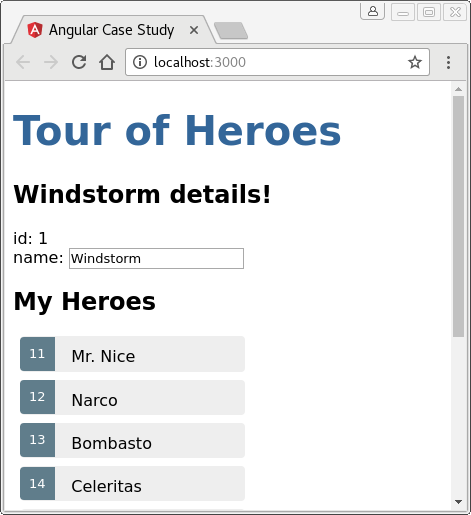 Angular Case Study
localhost:3000
Tour of Heroes
Windstorm details!
id: 1
name: Windstorm
My Heroes
11 Mr. Nice
12 Narco
13 Bombasto
14 Celeritas